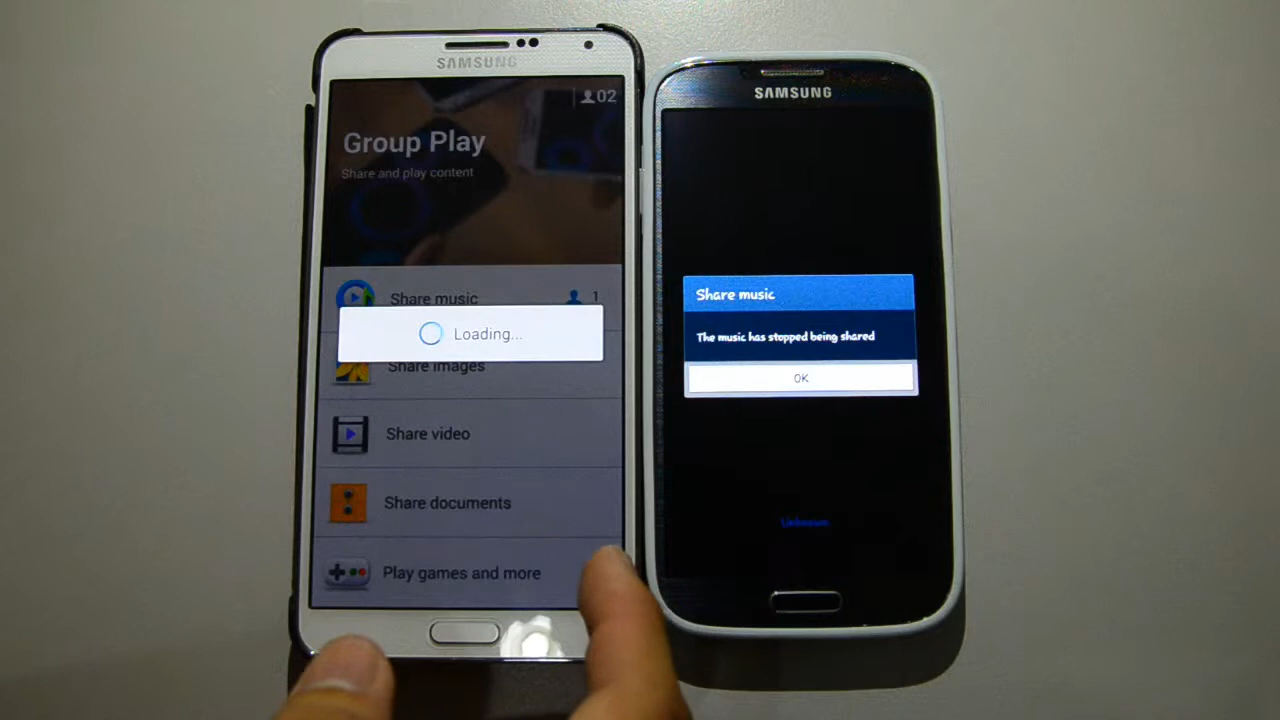 SAMSUNG
02
Group Play
Share and play content
Share music
1
Loading...
Share images
Share video
Share documents
Play games and more
SAMSUNG
Share music
The music has stopped being shared
OK
Unknown